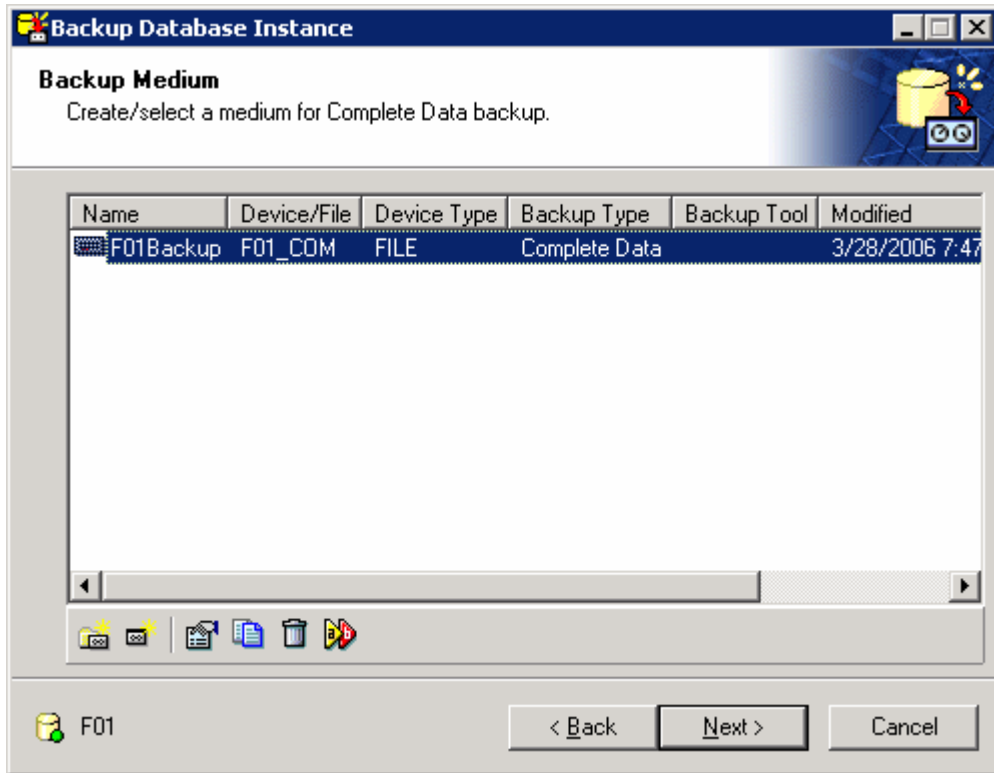 Backup Database Instance
Backup Medium
Create/select a medium for Complete Data backup.
Name Device/File Device Type Backup Type Backup Tool Modified
F01Backup F01_COM FILE Complete Data 3/28/2006 7:47
F01 < Back Next > Cancel